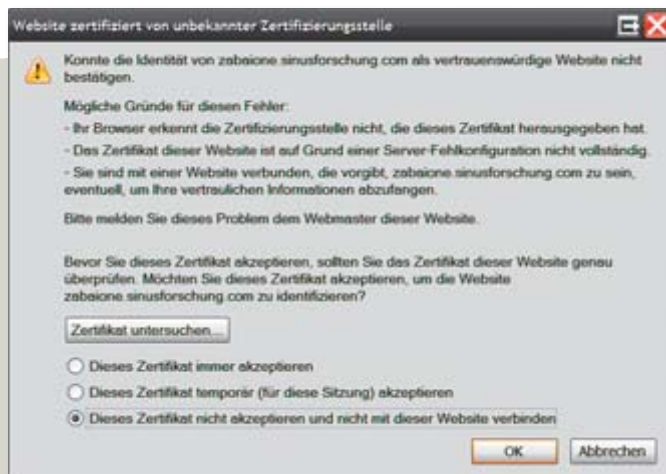 Website zertifiziert von unbekannter Zertifizierungsstelle
Konnte die Identität von zabaione.sinusforschung.com als vertrauenswürdige Website nicht
bestätigen.
Mögliche Gründe für diesen Fehler:
- Ihr Browser erkennt die Zertifizierungsstelle nicht, die dieses Zertifikat herausgegeben hat.
- Das Zertifikat dieser Website ist auf Grund einer Server-Fehlkonfiguration nicht vollständig.
- Sie sind mit einer Website verbunden, die vorgibt, zabaione.sinusforschung.com zu sein,
eventuell, um Ihre vertraulichen Informationen abzufangen.
Bitte melden Sie dieses Problem dem Webmaster dieser Website.
Bevor Sie dieses Zertifikat akzeptieren, sollten Sie das Zertifikat dieser Website genau
überprüfen. Möchten Sie dieses Zertifikat akzeptieren, um die Website
zabaione.sinusforschung.com zu identifizieren?
Zertifikat untersuchen...
Dieses Zertifikat immer akzeptieren
Dieses Zertifikat temporär (für diese Sitzung) akzeptieren
Dieses Zertifikat nicht akzeptieren und nicht mit dieser Website verbinden
OK Abbrechen